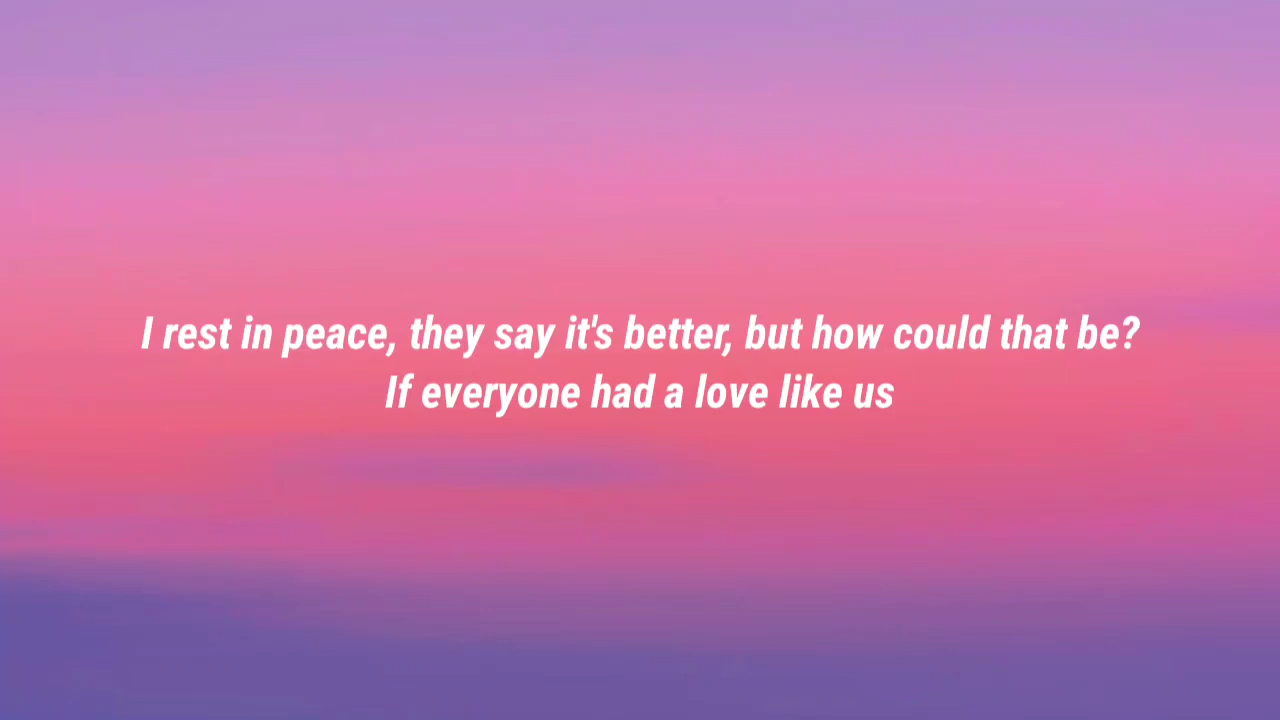 I rest in peace, they say it's better, but how could that be?
If everyone had a love like us